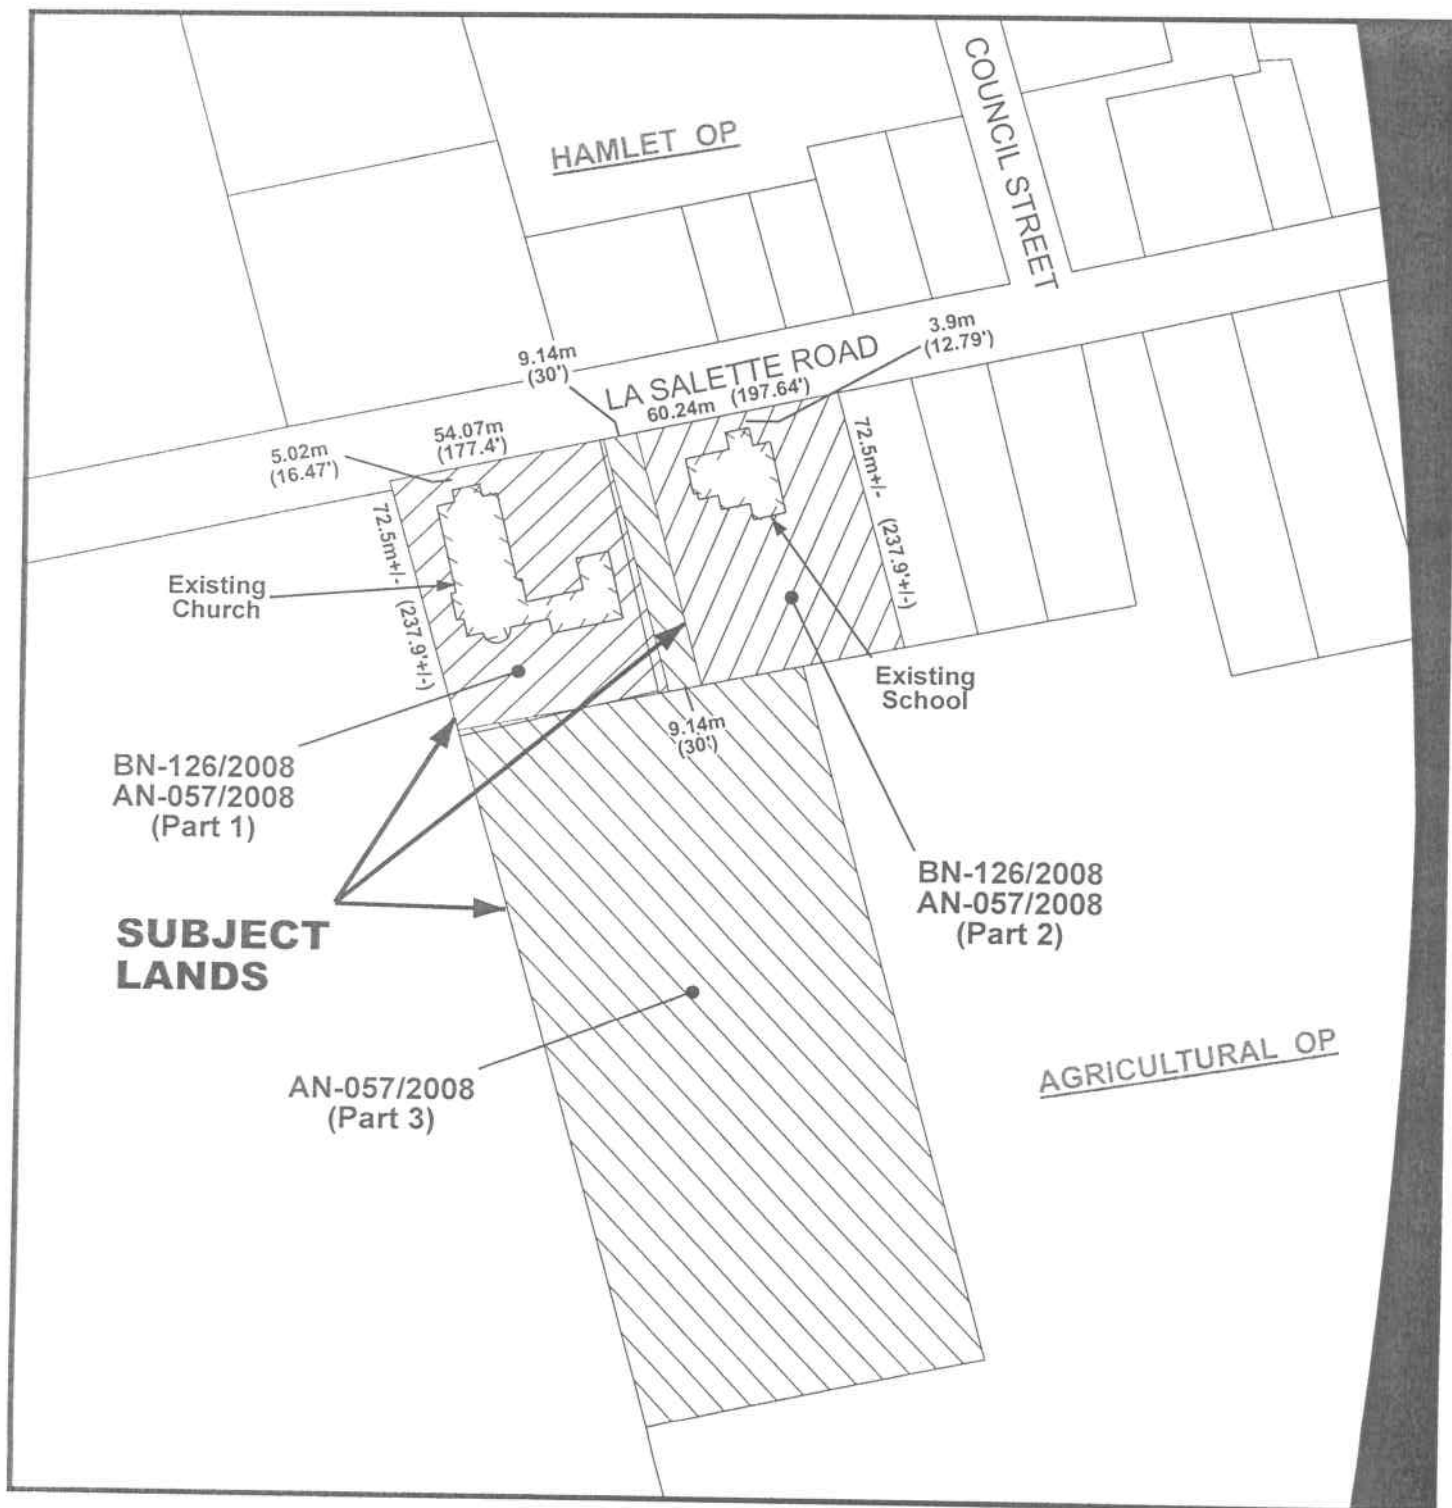 COUNCIL STREET
HAMLET OP
3.9m
(12.79')
9.14m
(30')
LA SALETTE ROAD
60.24m (197.64')
54.07m
(177.4')
5.02m
(16.47')
72.5m+/- (237.9'+/-)
72.5m+/- (237.9'+/-)
Existing
Church
Existing
School
9.14m
(30')
BN-126/2008
AN-057/2008
(Part 1)
BN-126/2008
AN-057/2008
(Part 2)
SUBJECT
LANDS
AGRICULTURAL OP
AN-057/2008
(Part 3)